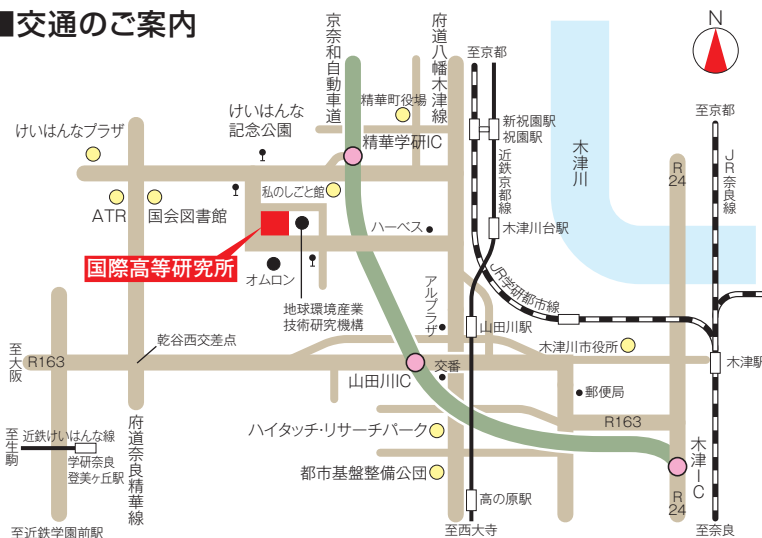 ■交通のご案内
N
京奈和自動車道
府道八幡木津線
至京都
精華町役場
新祝園駅
祝園駅
至京都
けいはんな
記念公園
けいはんなプラザ
精華学研IC
近鉄京都線
木津川
R
24
JR奈良線
私のしごと館
ATR
国会図書館
ハーベス
木津川台駅
国際高等研究所
オムロン
地球環境産業
技術研究機構
アルプラザ
JR学研都市線
山田川駅
乾谷西交差点
木津川市役所
至大阪
R163
交番
木津駅
山田川IC
郵便局
府道奈良精華線
ハイタッチ・リサーチパーク
R163
至生駒
近鉄けいはんな線
学研奈良
登美ヶ丘駅
都市基盤整備公団
木津IC
高の原駅
R
24
至近鉄学園前駅
至西大寺
至奈良